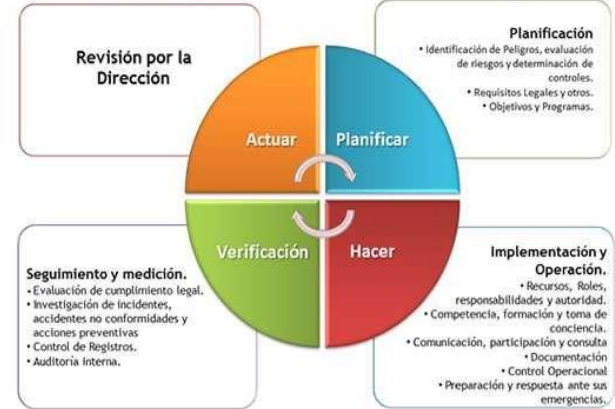 Revisión por la
Dirección
Actuar
Planificar
Planificación
• Identificación de Peligros, evaluación
de riesgos y determinación de
controles.
• Requisitos Legales y otros.
• Objetivos y Programas.
Verificación
Hacer
Seguimiento y medición.
• Evaluación de cumplimiento legal.
• Investigación de incidentes,
accidentes no conformidades y
acciones preventivas
• Control de Registros.
• Auditoría Interna.
Implementación y
Operación.
• Recursos, Roles,
responsabilidades y autoridad.
• Competencia, formación y toma de
conciencia.
• Comunicación, participación y consulta
• Documentación
• Control Operacional
• Preparación y respuesta ante sus
emergencias.